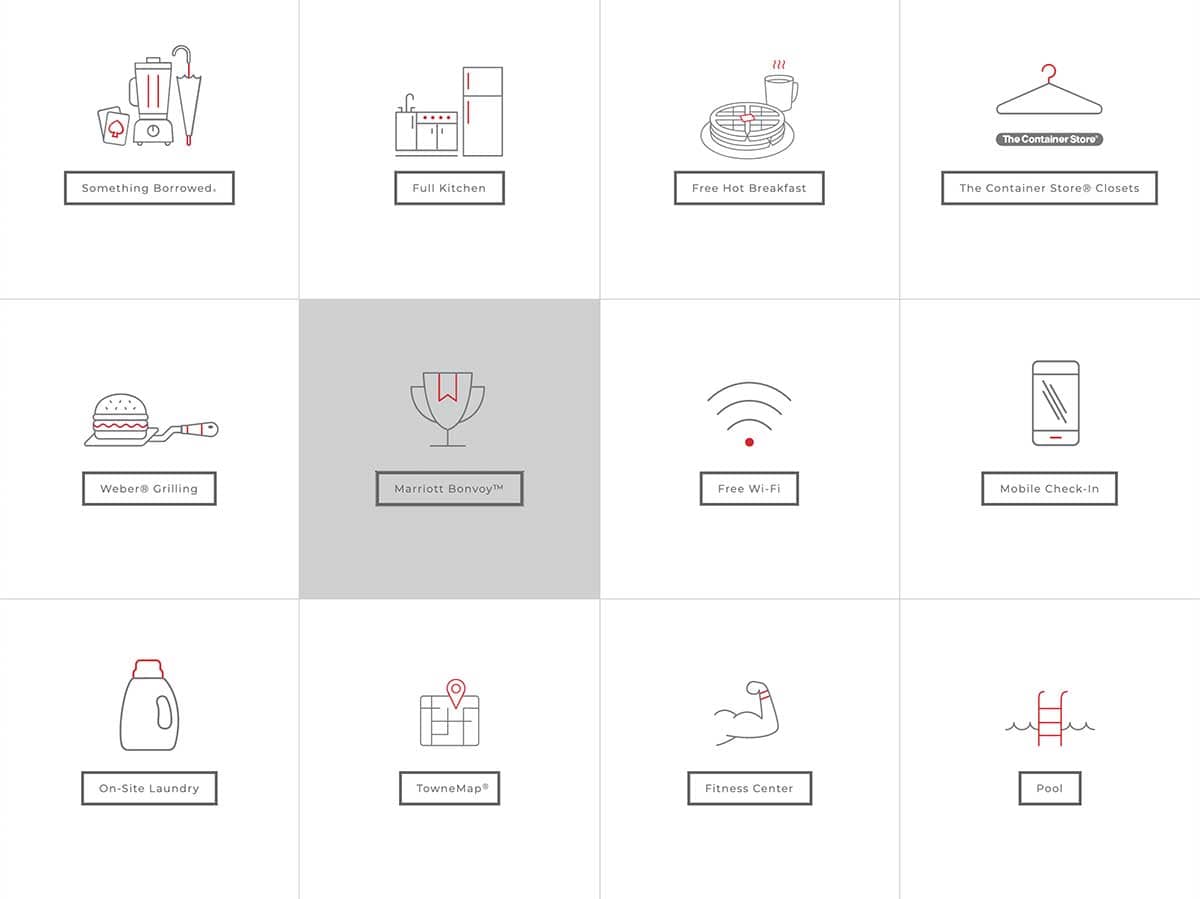 Something Borrowed
Full Kitchen
Free Hot Breakfast
The Container Store®
The Container Store® Closets
Weber® Grilling
Marriott Bonvoy™
Free Wi-Fi
Mobile Check-In
On-Site Laundry
TowneMap®
Fitness Center
Pool